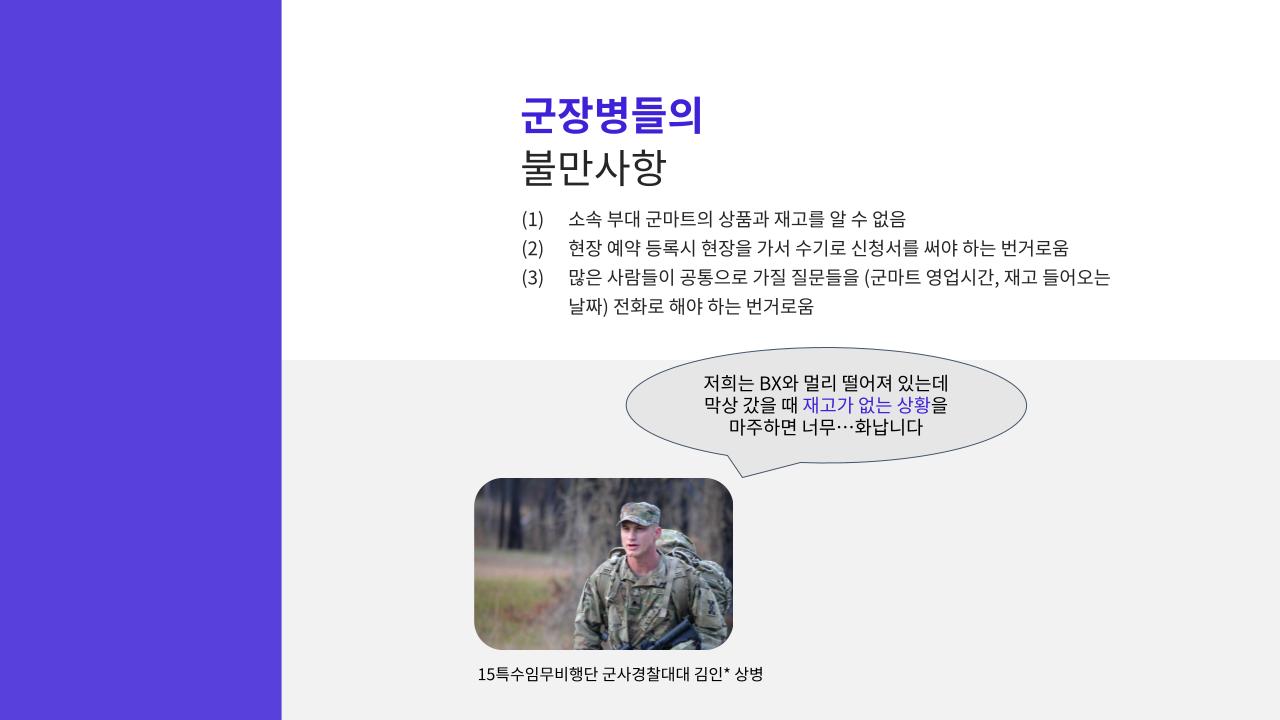 군장병들의
불만사항
(1) 소속 부대 군마트의 상품과 재고를 알 수 없음
(2) 현장 예약 등록시 현장을 가서 수기로 신청서를 써야 하는 번거로움
(3) 많은 사람들이 공통으로 가질 질문들을 (군마트 영업시간, 재고 들어오는
날짜) 전화로 해야 하는 번거로움
저희는 BX와 멀리 떨어져 있는데
막상 갔을 때 재고가 없는 상황을
마주하면 너무…화납니다
15특수임무비행단 군사경찰대대 김인* 상병